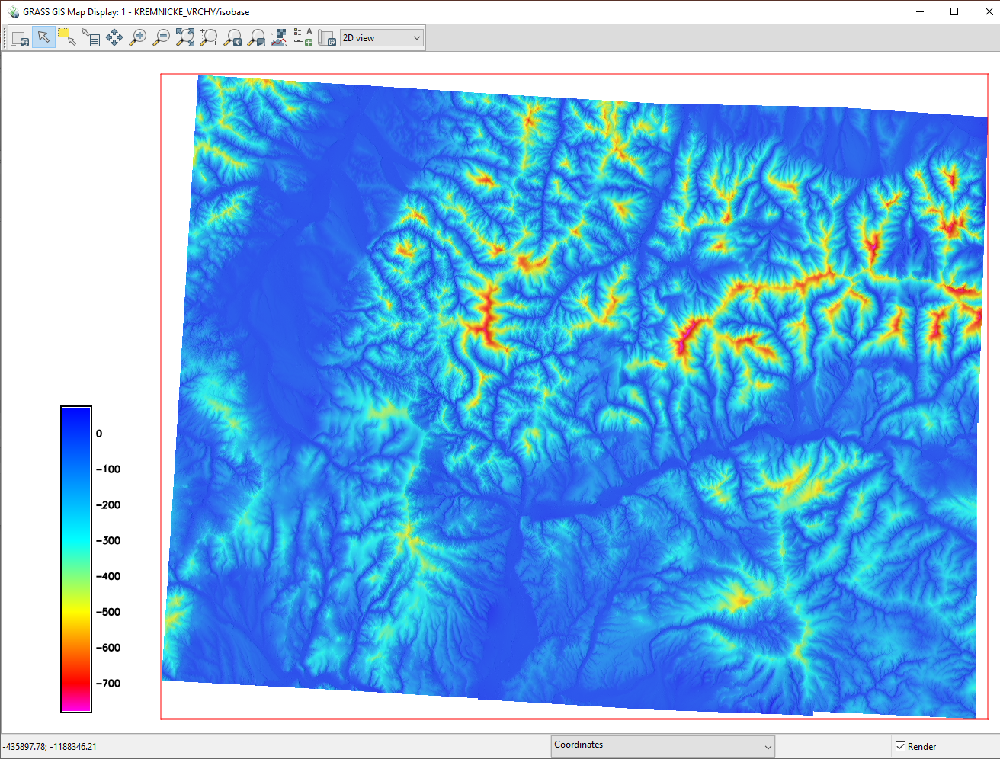 GRASS GIS Map Display: 1 - KREMNICKE_VRCHY/isobase
A
2D view
0
−100
−200
−300
−400
−500
−600
−700
-435897.78; -1188346.21
Coordinates
Render